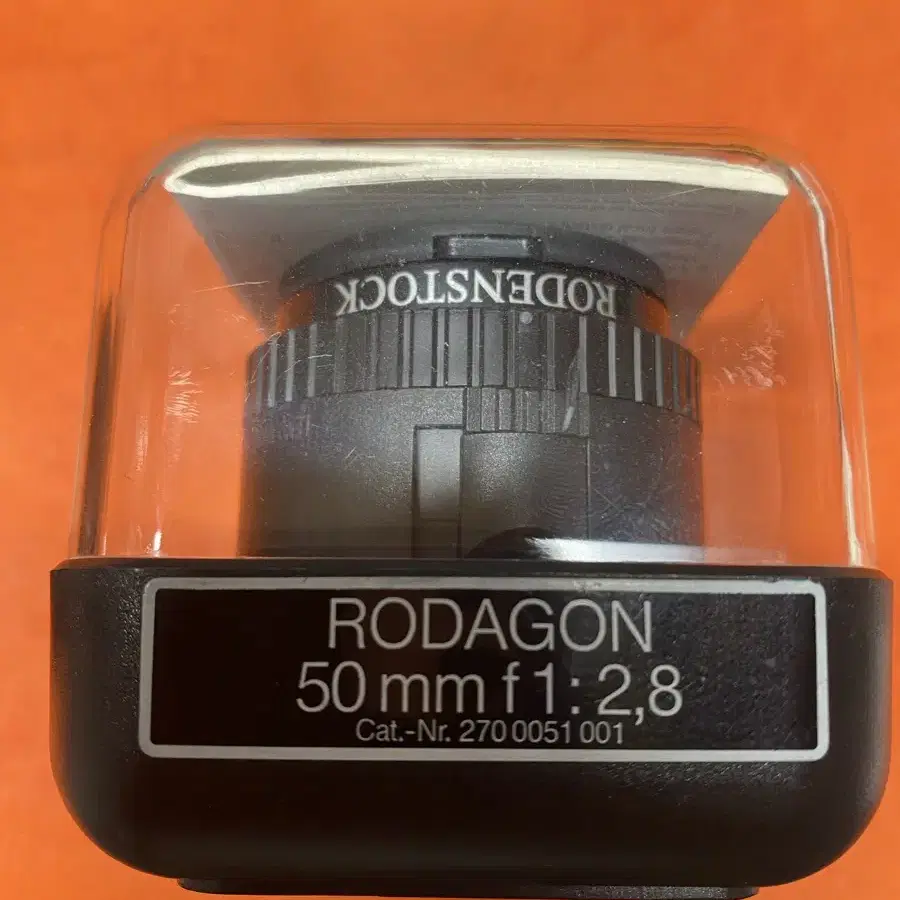 RODENSTOCK
RODAGON
50 mm f 1 : 2,8
Cat.-Nr. 270 0051 001